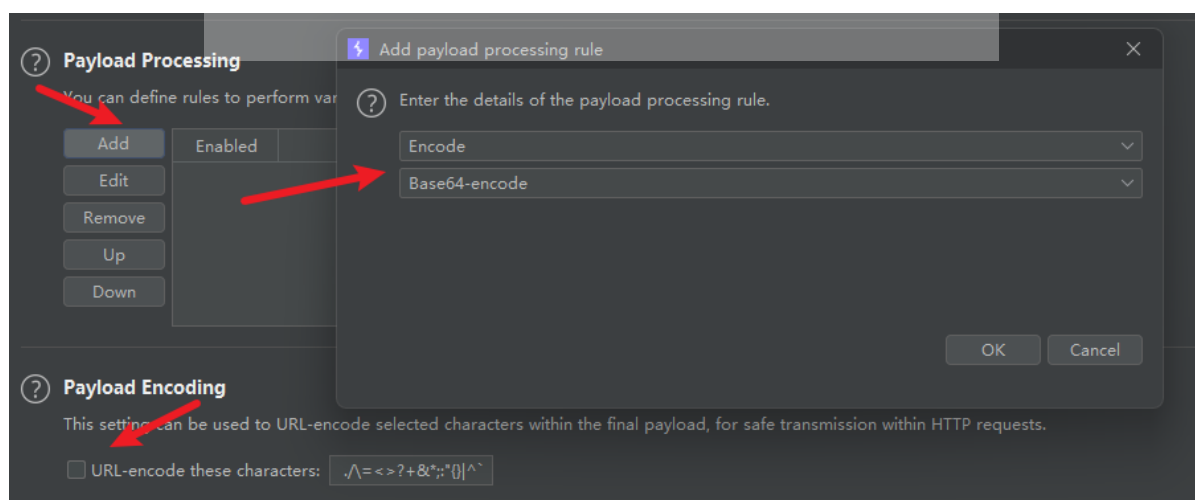 Payload Processing
You can define rules to perform var
Add
Enabled
Edit
Remove
Up
Down
Add payload processing rule
Enter the details of the payload processing rule.
Encode
Base64-encode
OK
Cancel
Payload Encoding
This setting can be used to URL-encode selected characters within the final payload, for safe transmission within HTTP requests.
URL-encode these characters: ./\=<>?+&*;:"{}|^`